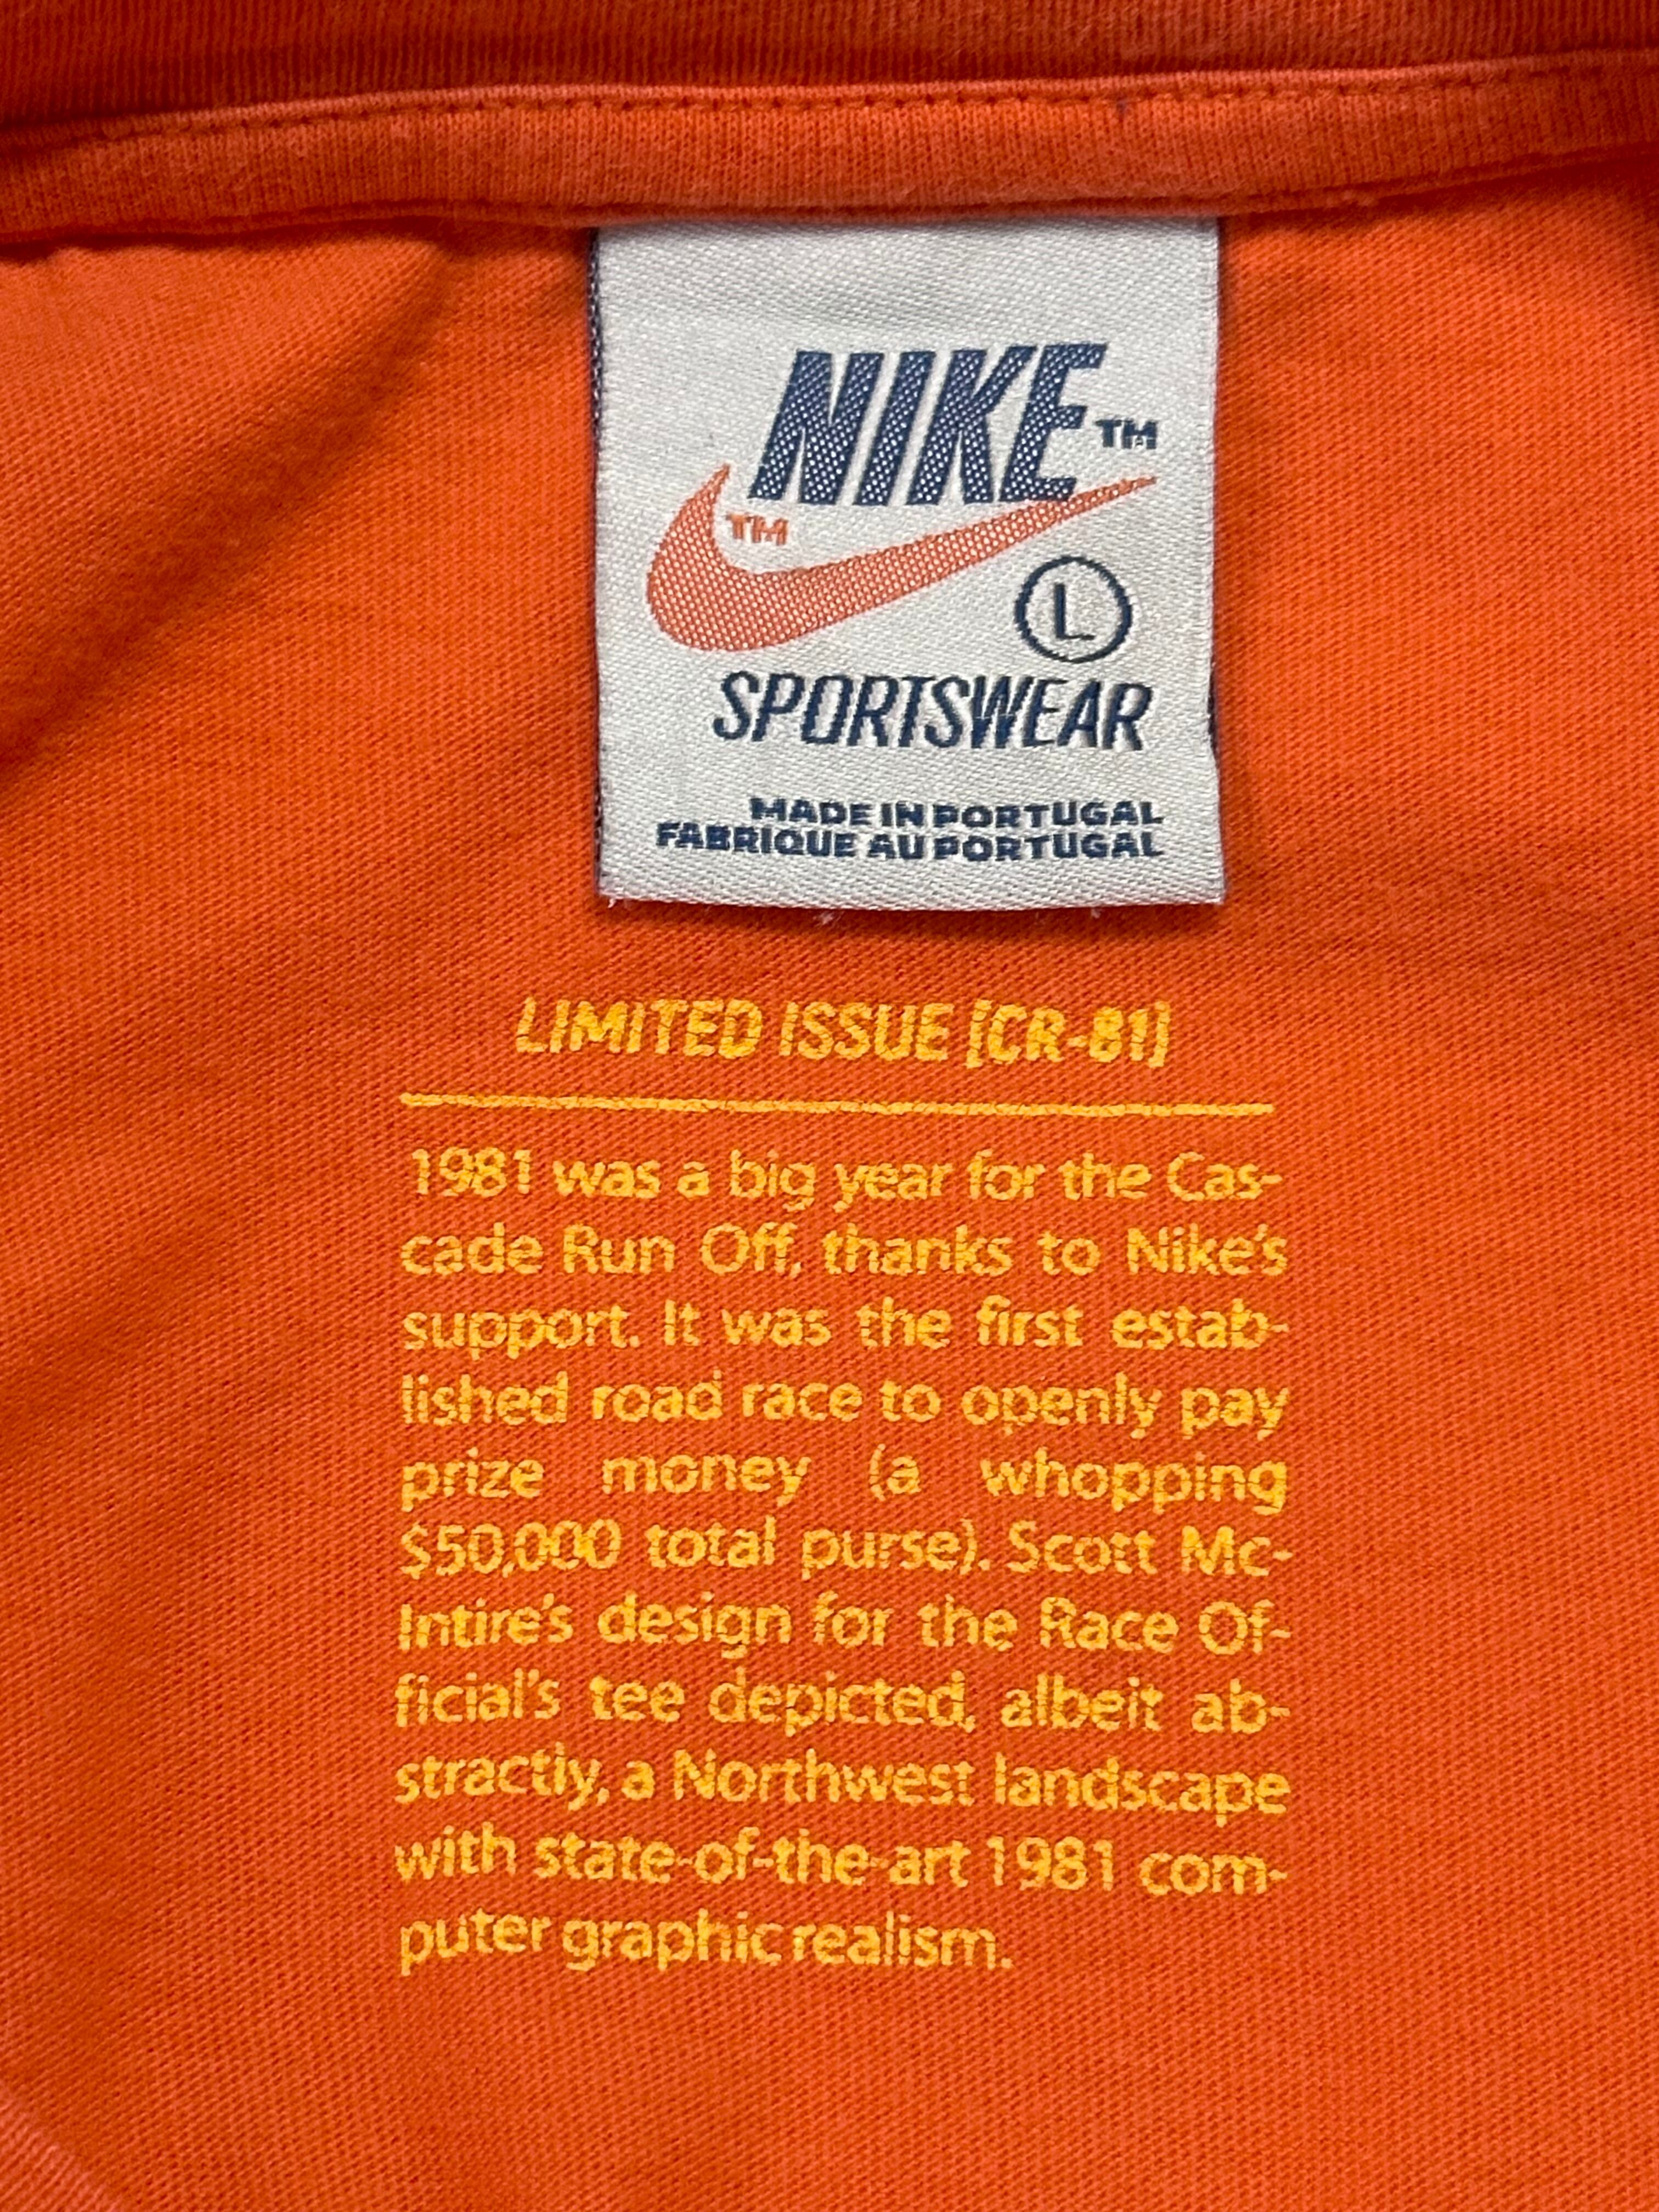 NIKE™
™
L
SPORTSWEAR
MADE IN PORTUGAL
FABRIQUE AU PORTUGAL
LIMITED ISSUE [CR-81]
1981 was a big year for the Cas-
cade Run Off, thanks to Nike's
support. It was the first estab-
lished road race to openly pay
prize money (a whopping
$50,000 total purse). Scott Mc-
Intire's design for the Race Of-
ficial's tee depicted, albeit ab-
stractly, a Northwest landscape
with state-of-the-art 1981 com-
puter graphic realism.